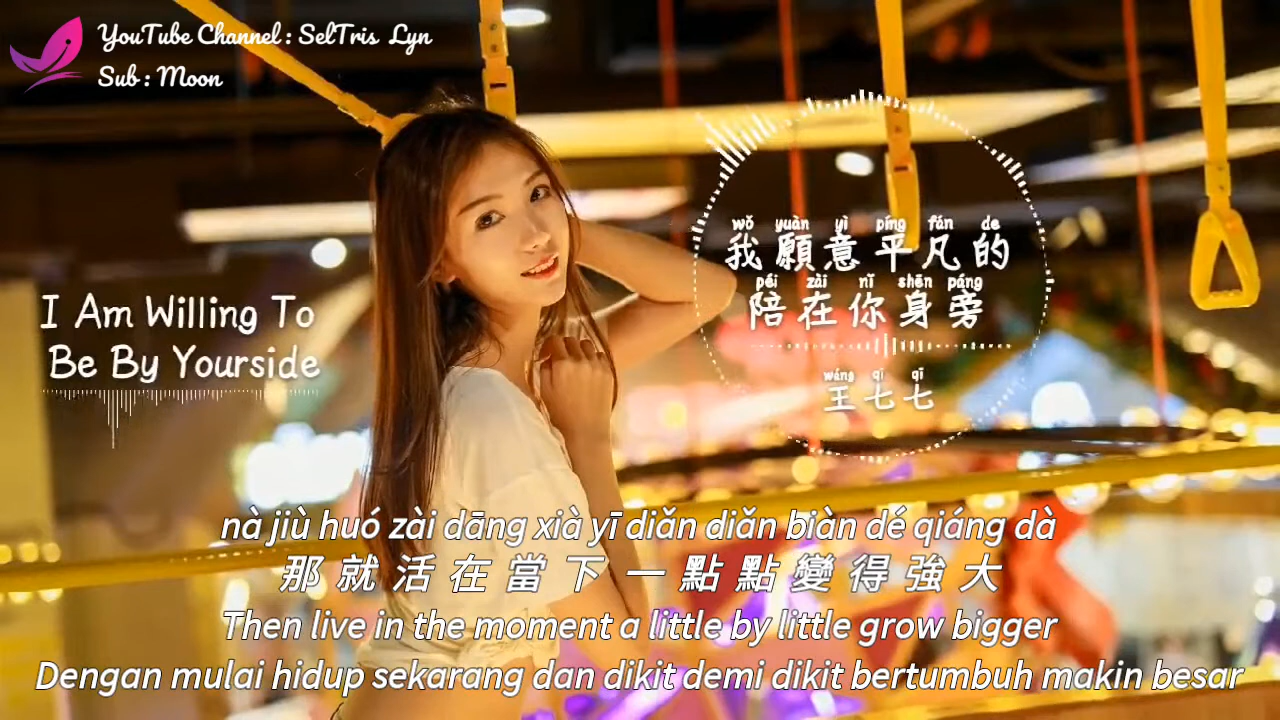 YouTube Channel : SelTris Lyn
Sub : Moon
I Am Willing To
Be By Yourside
wǒ yuàn yì píng fán de
我願意平凡的
péi zài nǐ shēn páng
陪在你身旁
wáng qī qī
王七七
nà jiù huó zài dāng xià yī diǎn diǎn biàn dé qiáng dà
那就活在當下一點點變得強大
Then live in the moment a little by little grow bigger
Dengan mulai hidup sekarang dan dikit demi dikit bertumbuh makin besar